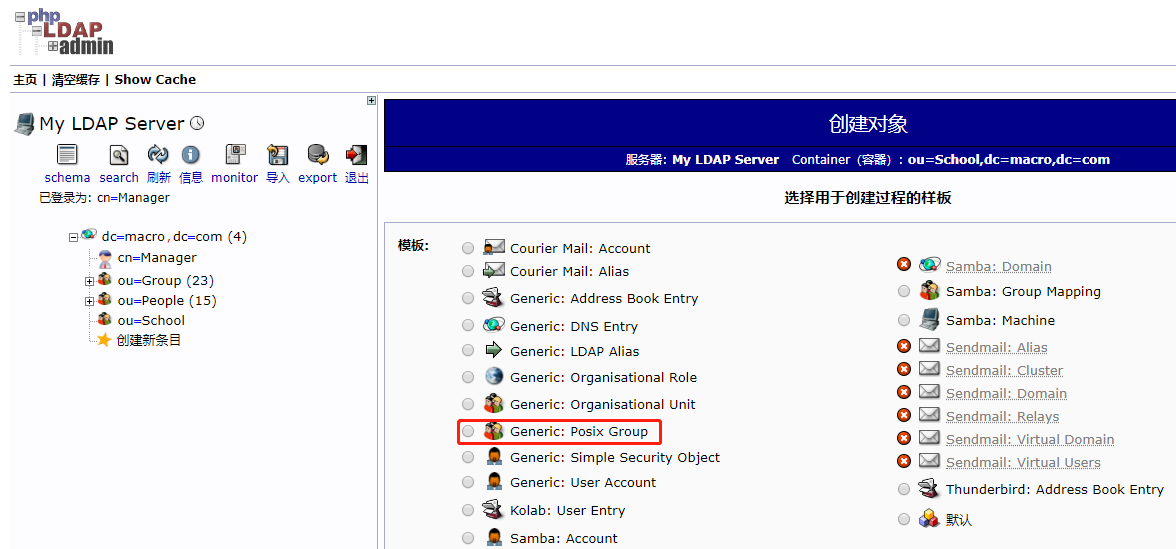 php
LDAP
admin
主页 | 清空缓存 | Show Cache
My LDAP Server
schema search 刷新 信息 monitor 导入 export 退出
已登录为: cn=Manager
dc=macro,dc=com (4)
cn=Manager
ou=Group (23)
ou=People (15)
ou=School
创建新条目
创建对象
服务器: My LDAP Server Container (容器) : ou=School,dc=macro,dc=com
选择用于创建过程的样板
模板:
Courier Mail: Account
Courier Mail: Alias
Generic: Address Book Entry
Generic: DNS Entry
Generic: LDAP Alias
Generic: Organisational Role
Generic: Organisational Unit
Generic: Posix Group
Generic: Simple Security Object
Generic: User Account
Kolab: User Entry
Samba: Account
Samba: Domain
Samba: Group Mapping
Samba: Machine
Sendmail: Alias
Sendmail: Cluster
Sendmail: Domain
Sendmail: Relays
Sendmail: Virtual Domain
Sendmail: Virtual Users
Thunderbird: Address Book Entry
默认